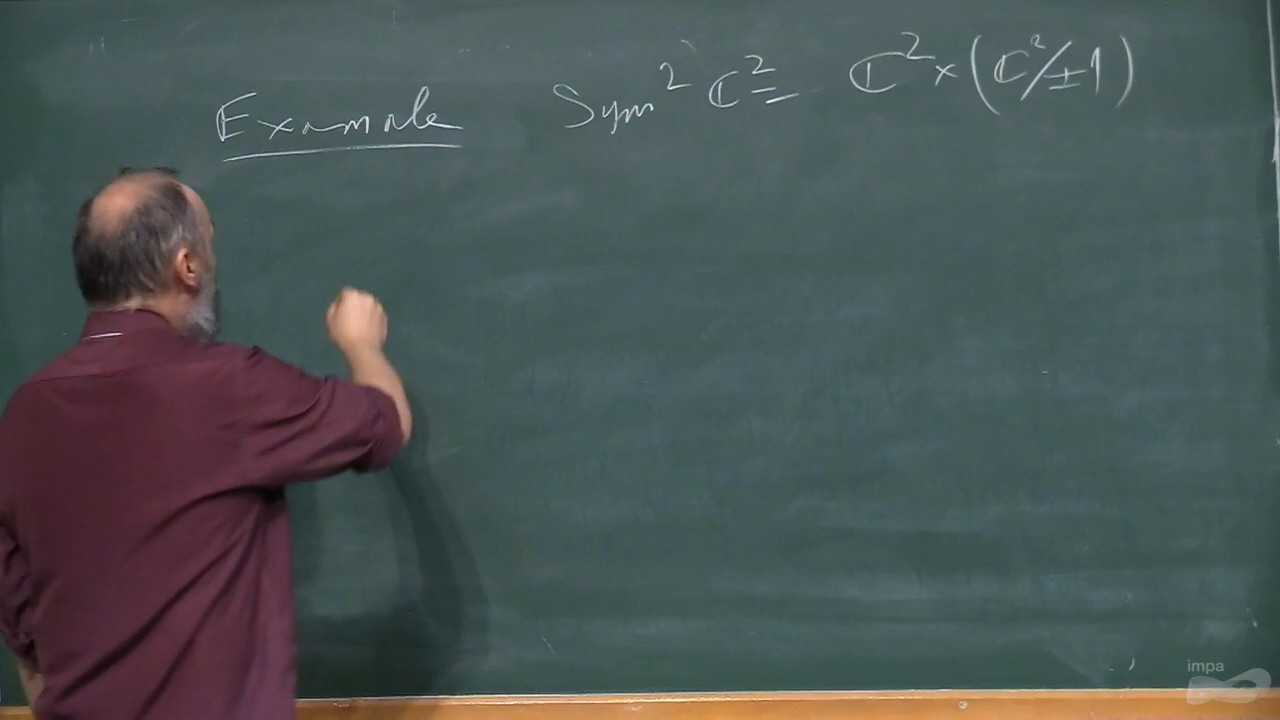 Example Sym² ℂ² = ℂ² × (ℂ²/±1)
impa